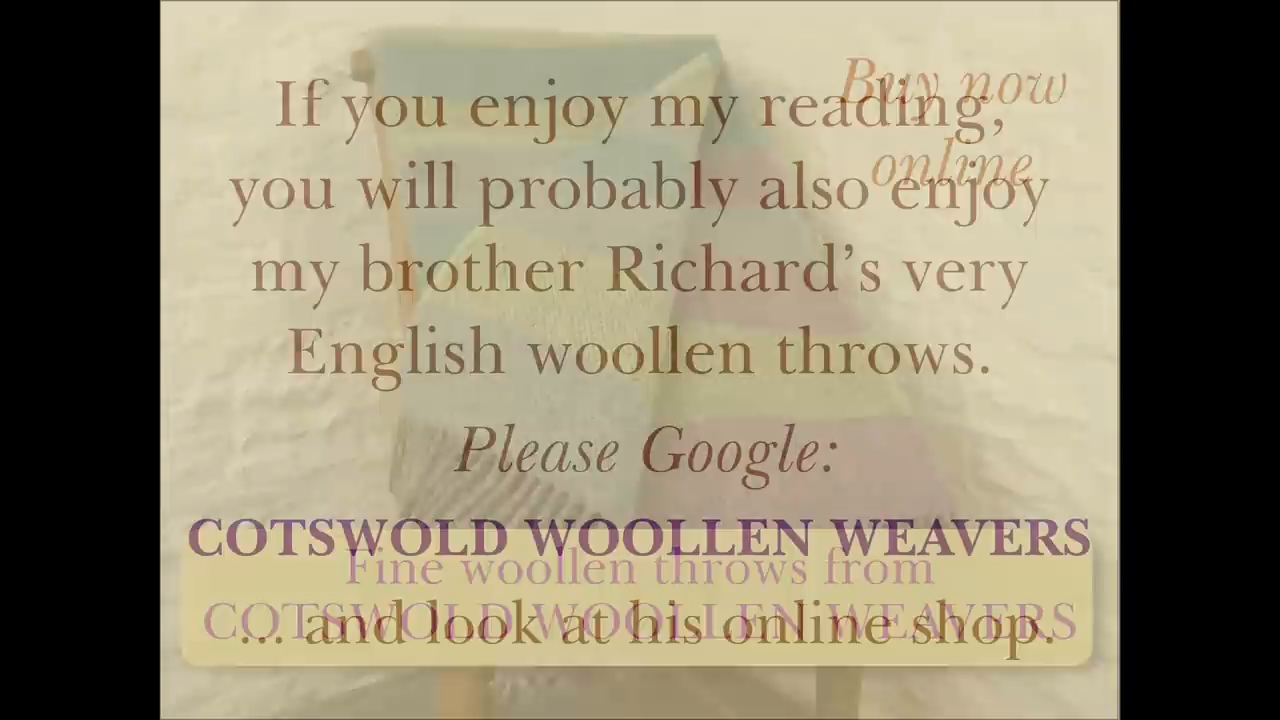 Buy now
online
If you enjoy my reading,
you will probably also enjoy
my brother Richard’s very
English woollen throws.
Please Google:
COTSWOLD WOOLLEN WEAVERS
... and look at his online shop.
Fine woollen throws from
COTSWOLD WOOLLEN WEAVERS